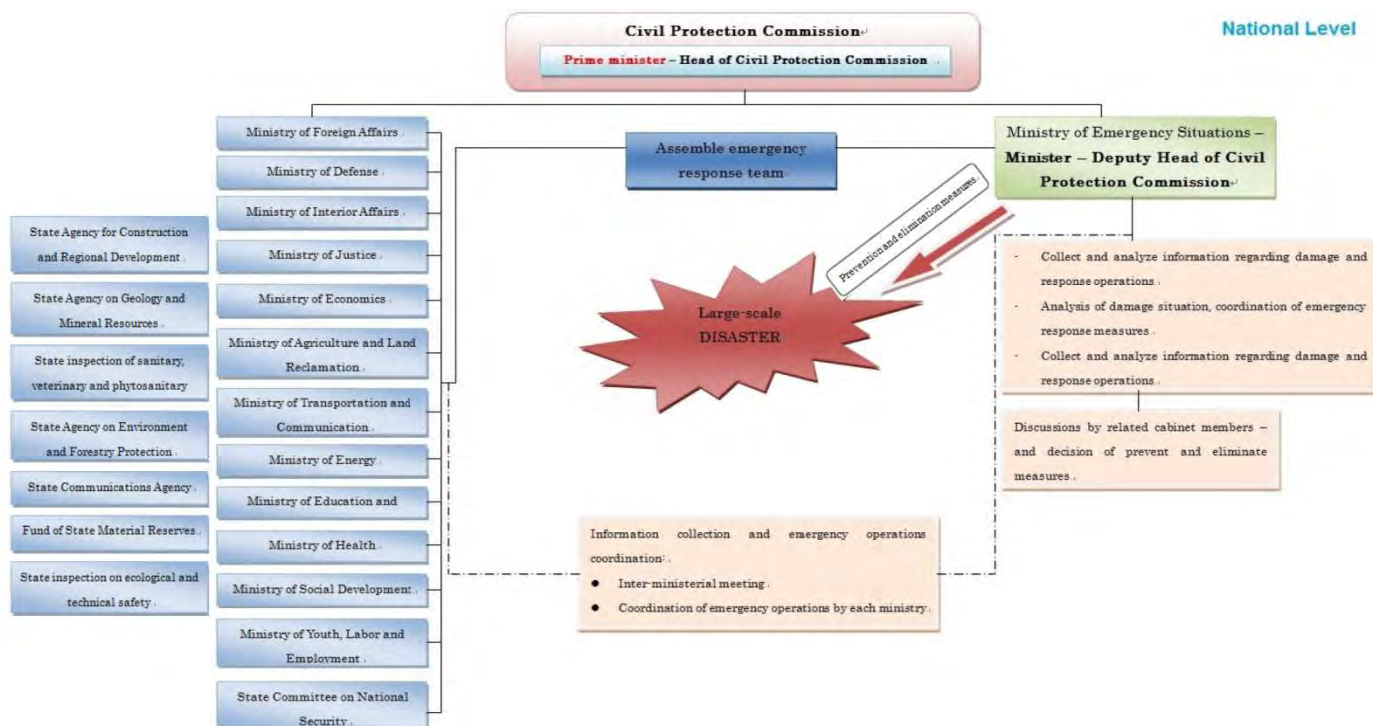 National Level
Civil Protection Commission
Prime minister – Head of Civil Protection Commission
Ministry of Foreign Affairs
Ministry of Defense
Ministry of Interior Affairs
Ministry of Justice
Ministry of Economics
Ministry of Agriculture and Land
Reclamation
Ministry of Transportation and
Communication
Ministry of Energy
Ministry of Education and
Ministry of Health
Ministry of Social Development
Ministry of Youth, Labor and
Employment
State Committee on National
Security
State Agency for Construction
and Regional Development
State Agency on Geology and
Mineral Resources
State inspection of sanitary,
veterinary and phytosanitary
State Agency on Environment
and Forestry Protection
State Communications Agency
Fund of State Material Reserves
State inspection on ecological and
technical safety
Assemble emergency
response team
Ministry of Emergency Situations –
Minister – Deputy Head of Civil
Protection Commission
Prevention and elimination measures
Large-scale
DISASTER
- Collect and analyze information regarding damage and
response operations
- Analysis of damage situation, coordination of emergency
response measures
- Collect and analyze information regarding damage and
response operations
Discussions by related cabinet members –
and decision of prevent and eliminate
measures
Information collection and emergency operations
coordination:
● Inter-ministerial meeting
● Coordination of emergency operations by each ministry